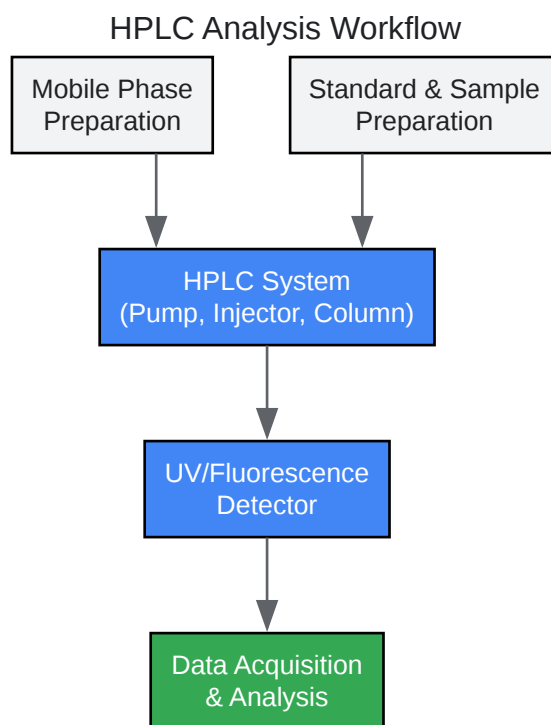 HPLC Analysis Workflow
Mobile Phase
Preparation
Standard & Sample
Preparation
HPLC System
(Pump, Injector, Column)
UV/Fluorescence
Detector
Data Acquisition
& Analysis